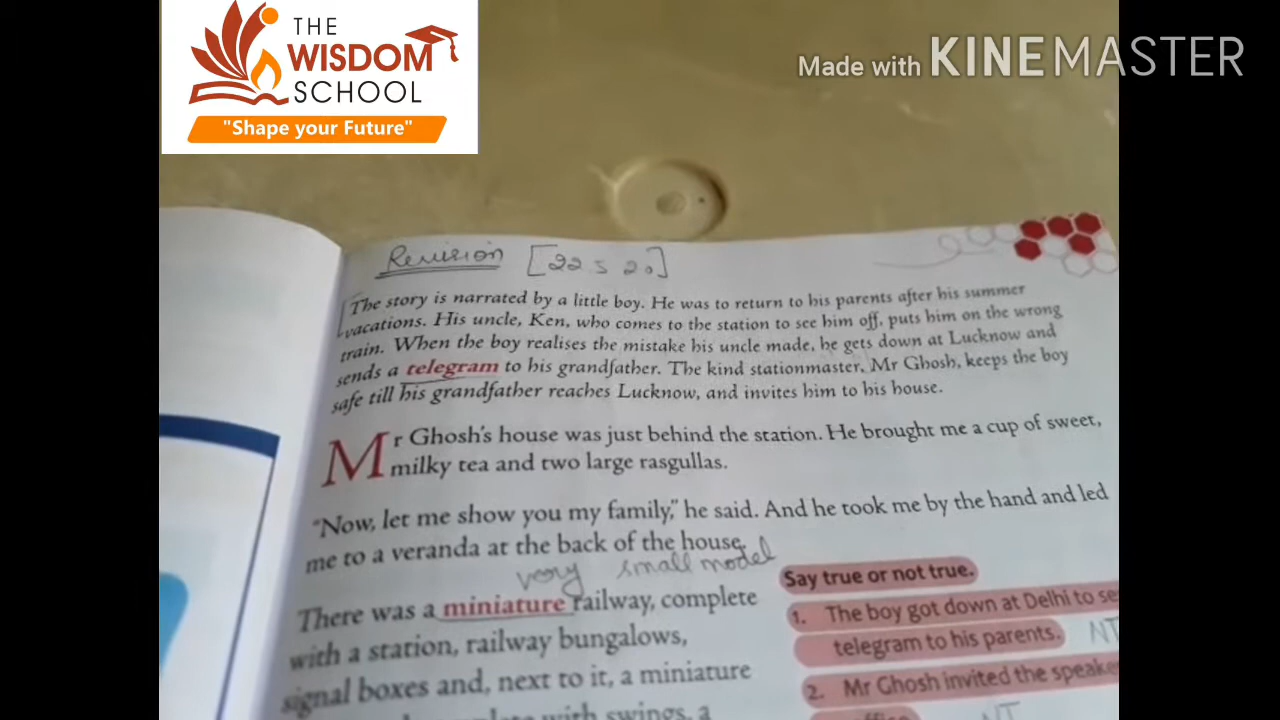 THE
WISDOM
SCHOOL
"Shape your Future"
Made with KINEMASTER
Revision [22 5 20]
The story is narrated by a little boy. He was to return to his parents after his summer
vacations. His uncle, Ken, who comes to the station to see him off, puts him on the wrong
train. When the boy realises the mistake his uncle made, he gets down at Lucknow and
sends a telegram to his grandfather. The kind stationmaster, Mr Ghosh, keeps the boy
safe till his grandfather reaches Lucknow, and invites him to his house.
Mr Ghosh's house was just behind the station. He brought me a cup of sweet,
milky tea and two large rasgullas.
"Now, let me show you my family," he said. And he took me by the hand and led
me to a veranda at the back of the house.
very small model
There was a miniature railway, complete
with a station, railway bungalows,
signal boxes and, next to it, a miniature
with swings, a
Say true or not true.
1. The boy got down at Delhi to
telegram to his parents. NT
2. Mr Ghosh invited the
office NT